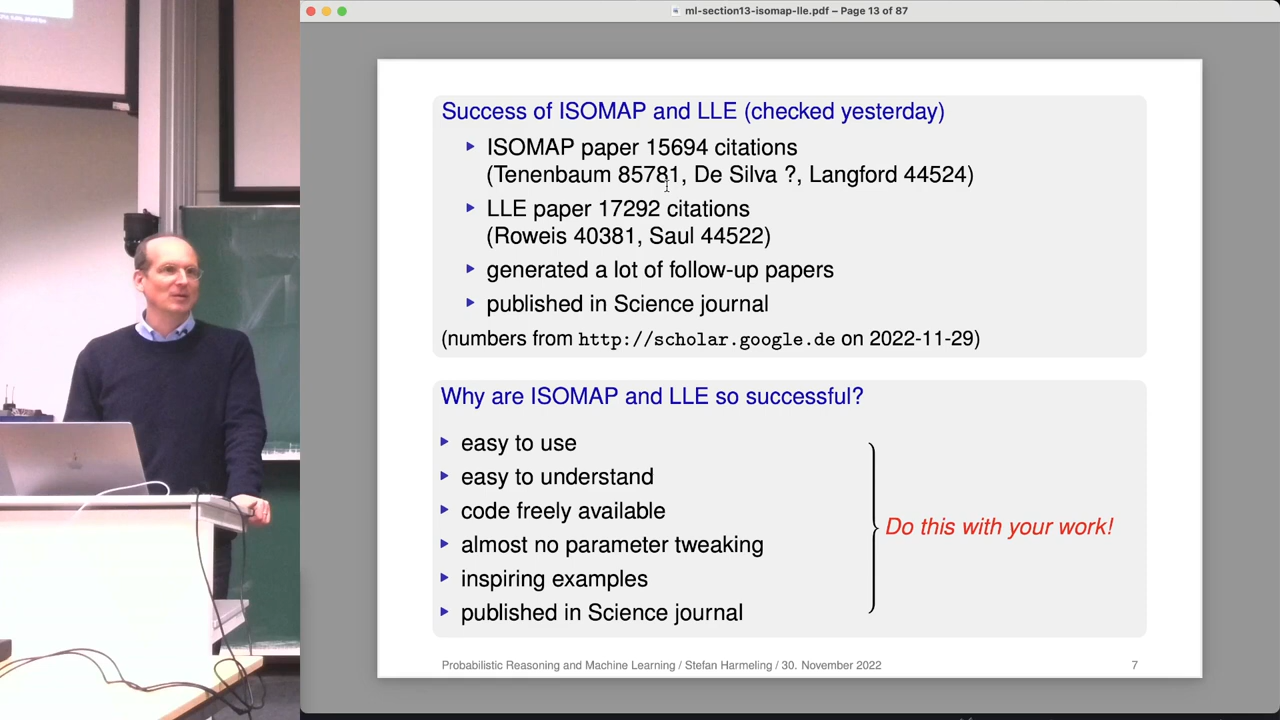 ml-section13-isomap-lle.pdf – Page 13 of 87
Success of ISOMAP and LLE (checked yesterday)
ISOMAP paper 15694 citations
(Tenenbaum 85781, De Silva ?, Langford 44524)
LLE paper 17292 citations
(Roweis 40381, Saul 44522)
generated a lot of follow-up papers
published in Science journal
(numbers from http://scholar.google.de on 2022-11-29)
Why are ISOMAP and LLE so successful?
easy to use
easy to understand
code freely available
almost no parameter tweaking
inspiring examples
published in Science journal
Do this with your work!
Probabilistic Reasoning and Machine Learning / Stefan Harmeling / 30. November 2022
7